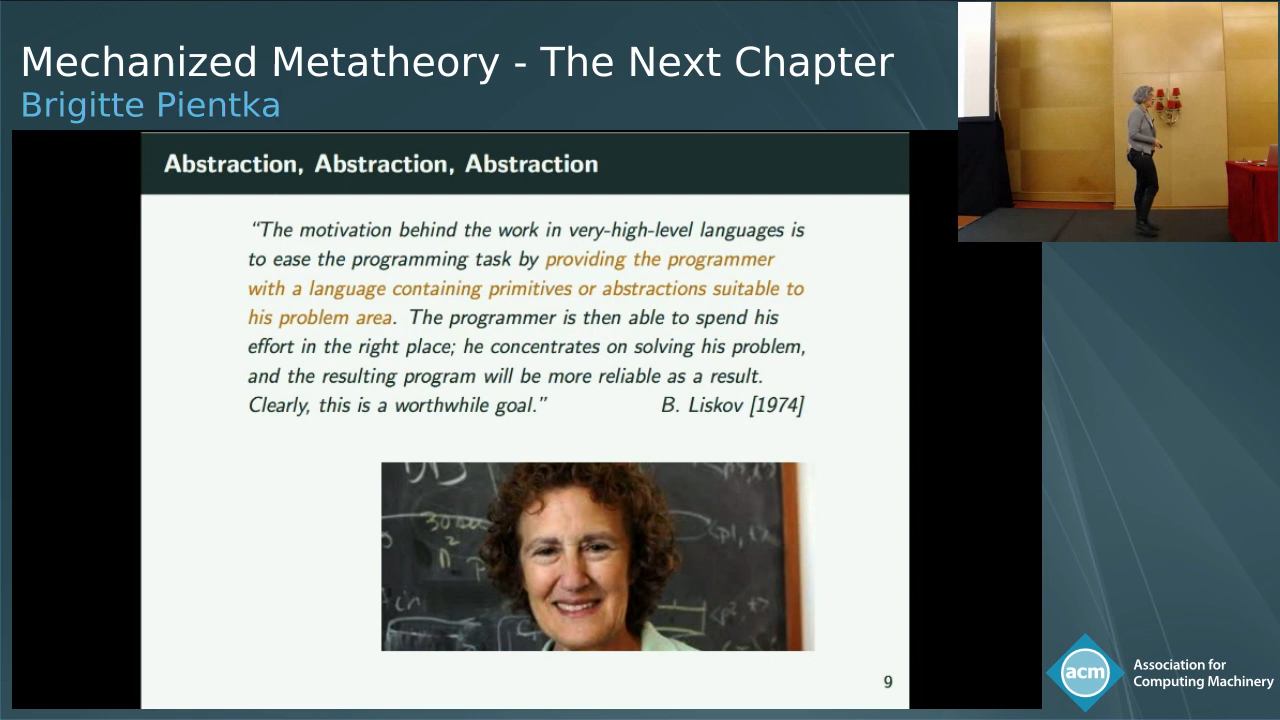 Mechanized Metatheory - The Next Chapter
Brigitte Pientka
Abstraction, Abstraction, Abstraction
“The motivation behind the work in very-high-level languages is
to ease the programming task by providing the programmer
with a language containing primitives or abstractions suitable to
his problem area. The programmer is then able to spend his
effort in the right place; he concentrates on solving his problem,
and the resulting program will be more reliable as a result.
Clearly, this is a worthwhile goal.” B. Liskov [1974]
9
acm
Association for
Computing Machinery